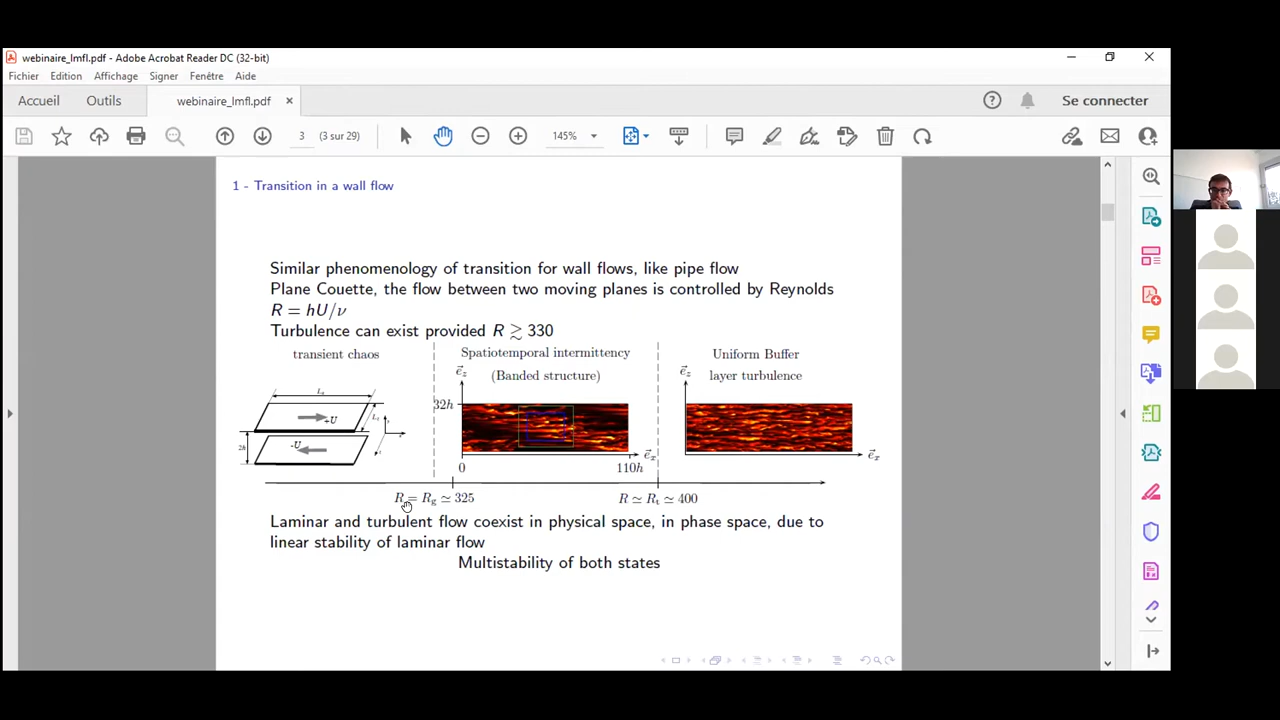 webinaire_lmfl.pdf - Adobe Acrobat Reader DC (32-bit)
Fichier Edition Affichage Signer Fenêtre Aide
Accueil Outils webinaire_lmfl.pdf × Se connecter
3 (3 sur 29) 145%
1 - Transition in a wall flow
Similar phenomenology of transition for wall flows, like pipe flow
Plane Couette, the flow between two moving planes is controlled by Reynolds
R = hU/ν
Turbulence can exist provided R ≳ 330
transient chaos
Spatiotemporal intermittency
(Banded structure)
Uniform Buffer
layer turbulence
+U
-U
2h
e⃗z
32h
0
110h
e⃗x
e⃗z
e⃗x
R = Rg ≃ 325
R ≃ Rt ≃ 400
Laminar and turbulent flow coexist in physical space, in phase space, due to
linear stability of laminar flow
Multistability of both states